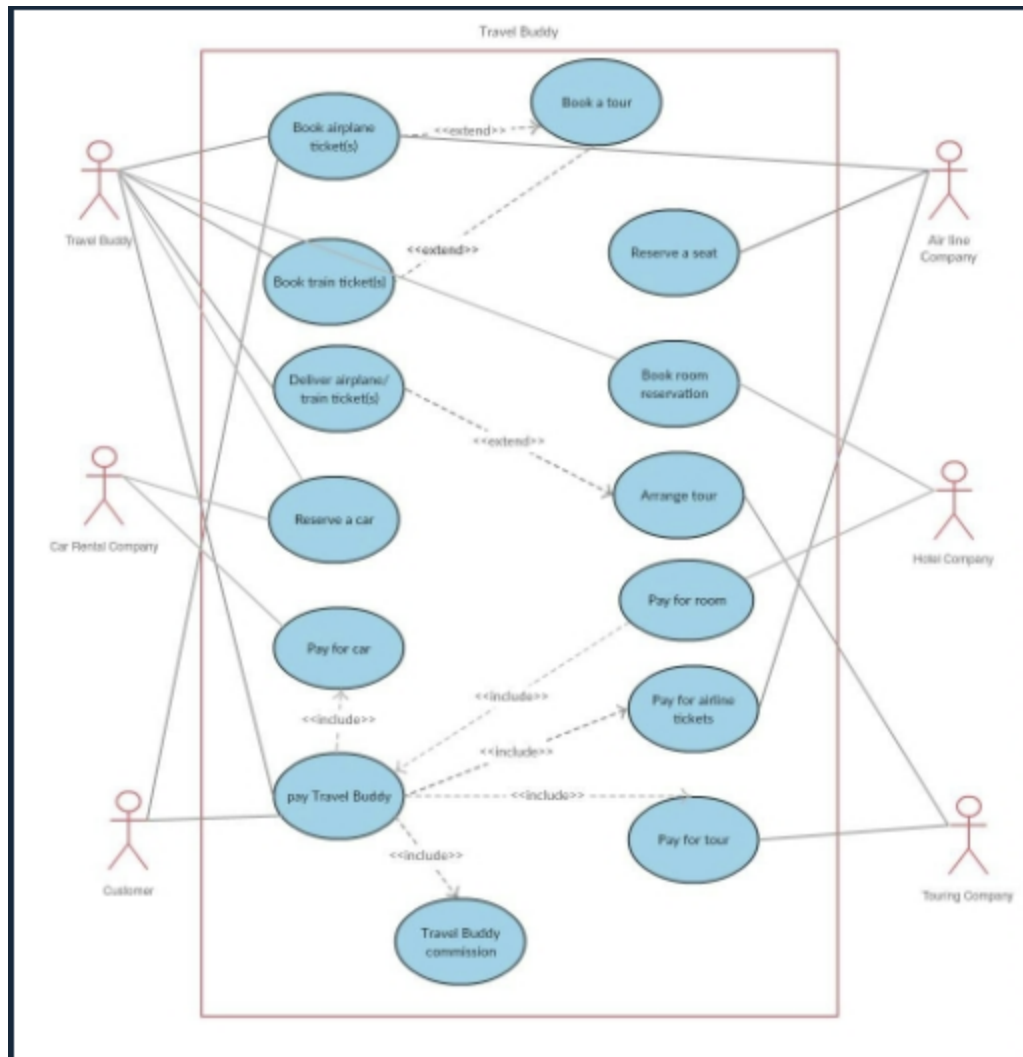 Travel Buddy
Book a tour
Book airplane
ticket(s)
<<extend>>
Travel Buddy
Air line
Company
<<extend>>
Reserve a seat
Book train ticket(s)
Book room
reservation
Deliver airplane/
train ticket(s)
<<extend>>
Arrange tour
Reserve a car
Car Rental Company
Hotel Company
Pay for room
Pay for car
<<include>>
Pay for airline
tickets
<<include>>
<<include>>
pay Travel Buddy
<<include>>
Pay for tour
<<include>>
Customer
Touring Company
Travel Buddy
commission